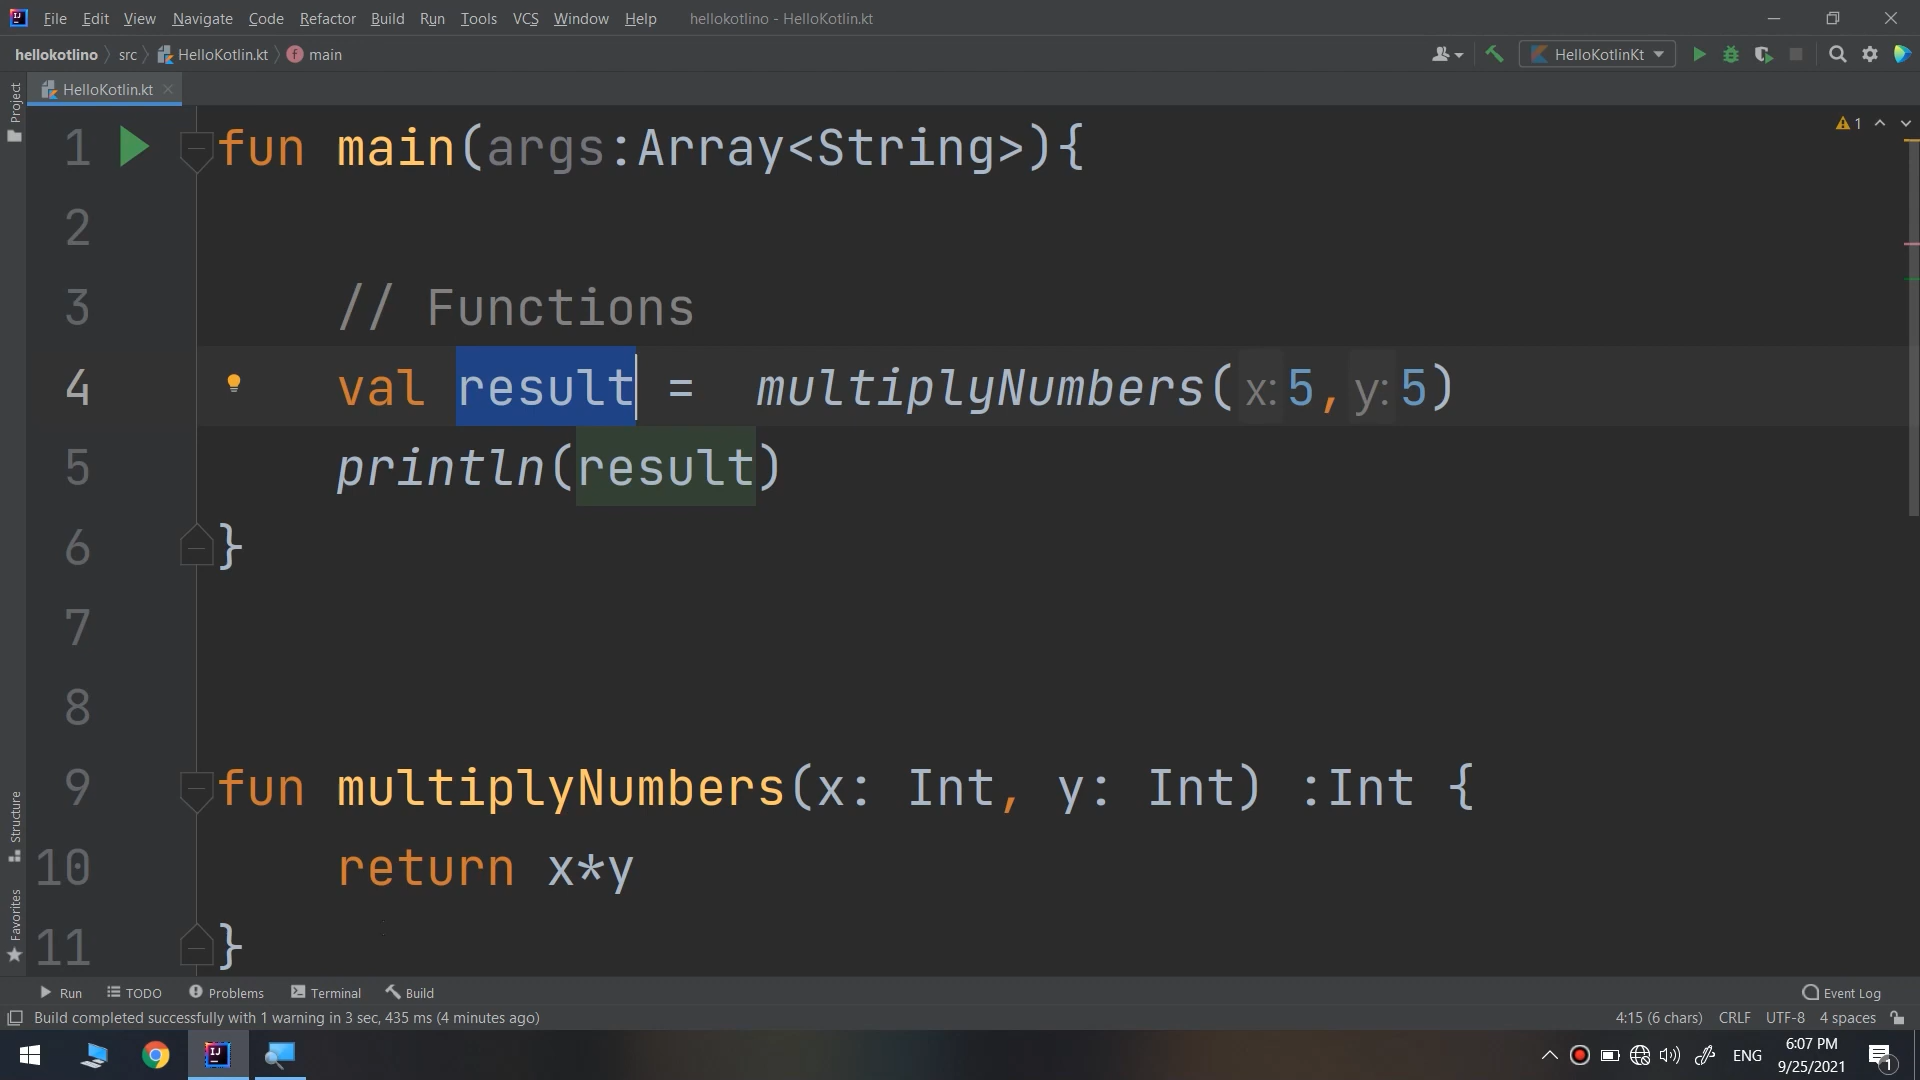 File Edit View Navigate Code Refactor Build Run Tools VCS Window Help hellokotlino - HelloKotlin.kt
hellokotlino src HelloKotlin.kt main HelloKotlinKt
Project
HelloKotlin.kt
1 fun main(args:Array<String>){
1
2
3 // Functions
4 val result = multiplyNumbers(x:5,y:5)
5 println(result)
6 }
7
8
9 fun multiplyNumbers(x: Int, y: Int) :Int {
10 return x*y
11 }
Structure
Favorites
Run TODO Problems Terminal Build Event Log
Build completed successfully with 1 warning in 3 sec, 435 ms (4 minutes ago) 4:15 (6 chars) CRLF UTF-8 4 spaces
ENG 6:07 PM
9/25/2021
1